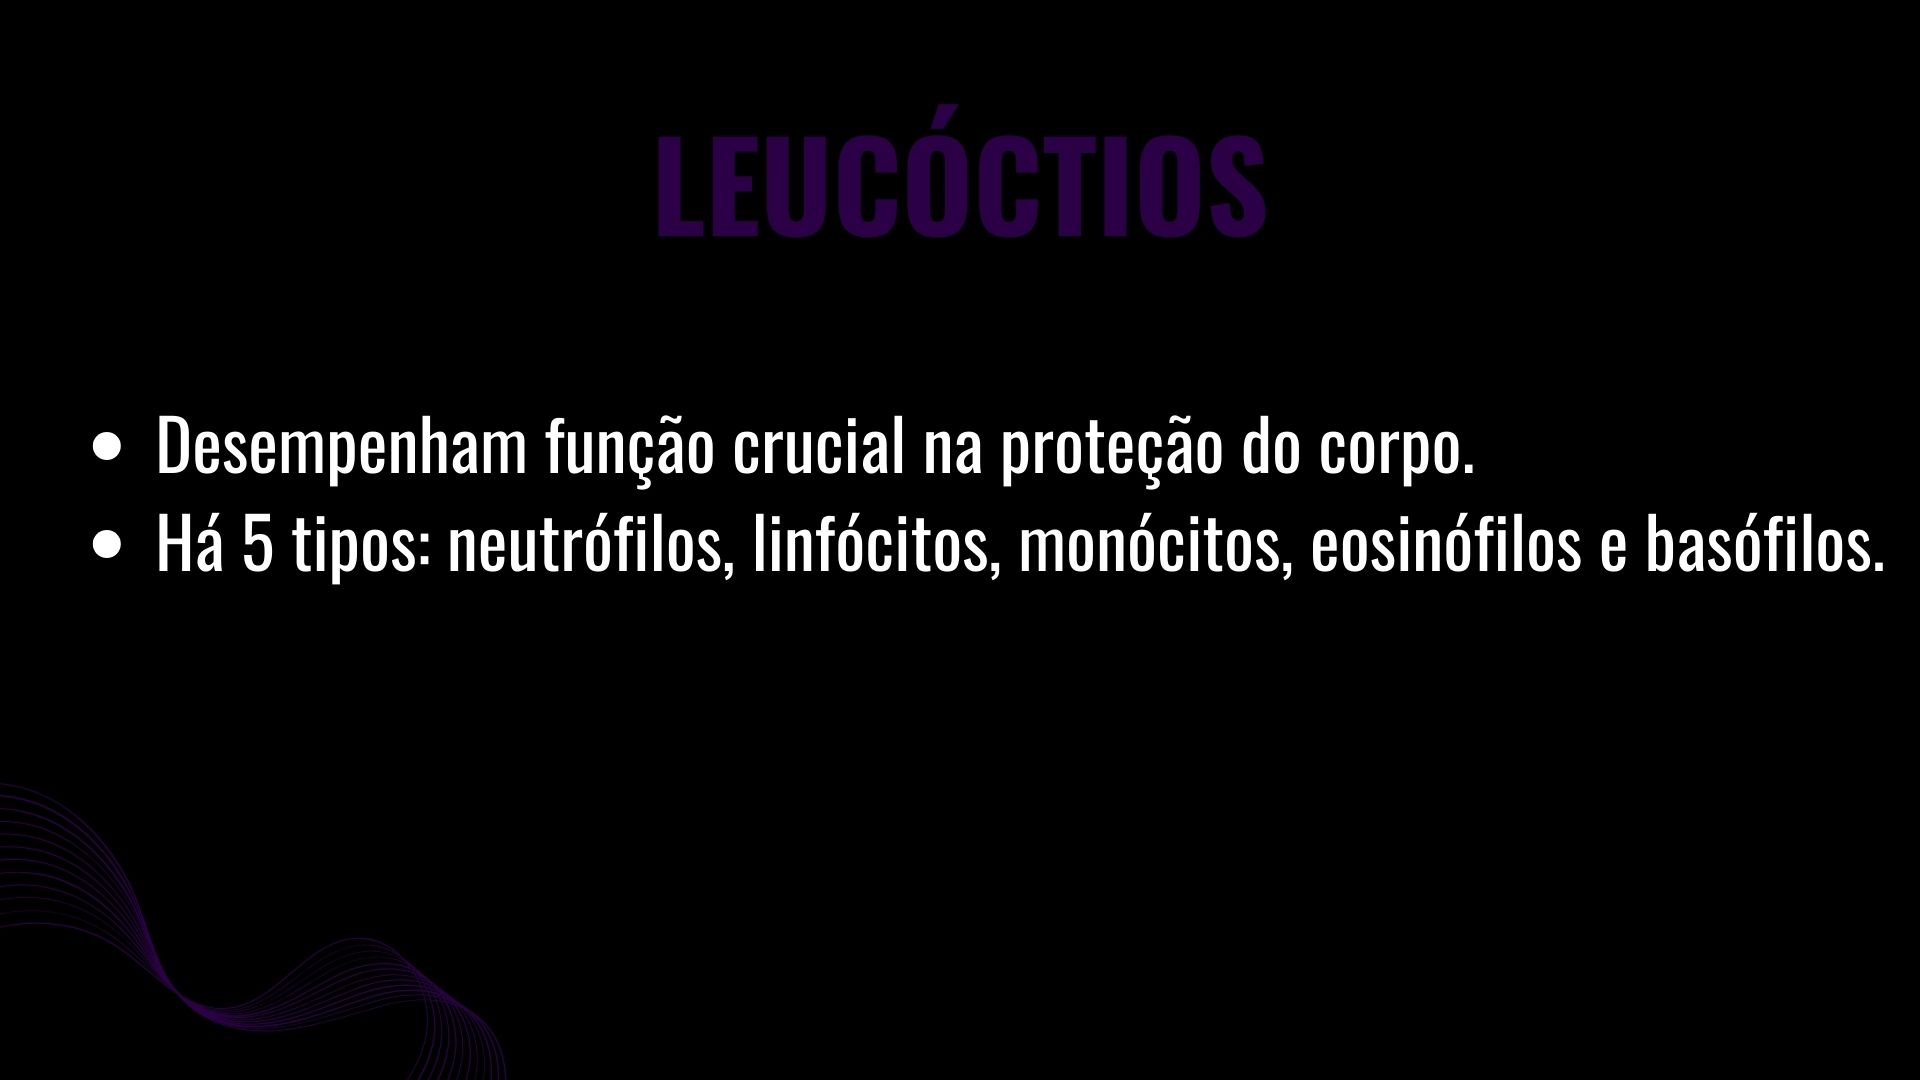 LEUCÓCTIOS
• Desempenham função crucial na proteção do corpo.
• Há 5 tipos: neutrófilos, linfócitos, monócitos, eosinófilos e basófilos.